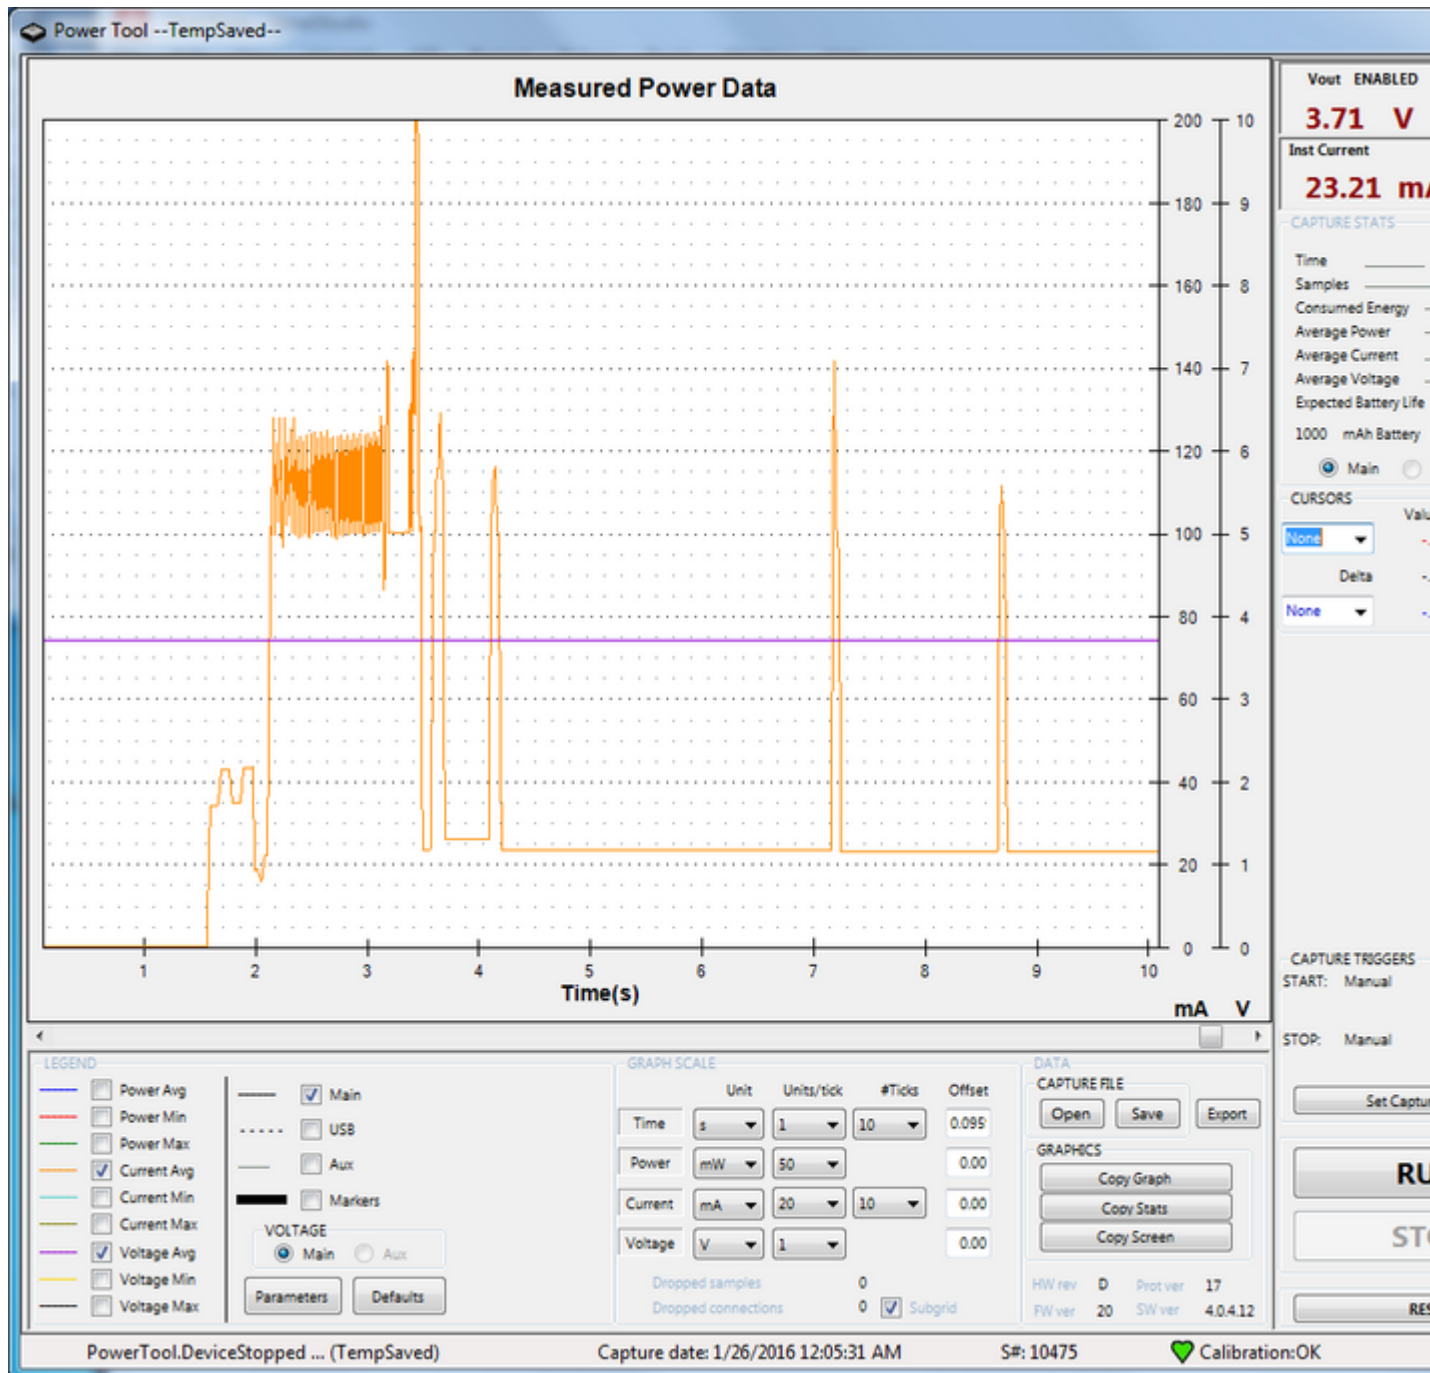 Power Tool --TempSaved--
Measured Power Data
200 10
180 9
160 8
140 7
120 6
100 5
80 4
60 3
40 2
20 1
0 0
1 2 3 4 5 6 7 8 9 10
Time(s)
mA V
Vout ENABLED
3.71 V
Inst Current
23.21
CAPTURE STATS
Time
Samples
Consumed Energy
Average Power
Average Current
Average Voltage
Expected Battery Life
1000 mAh Battery
Main
CURSORS
None
Delta
None
CAPTURE TRIGGERS
START: Manual
STOP: Manual
Set
LEGEND
Power Avg
Power Min
Power Max
Current Avg
Current Min
Current Max
Voltage Avg
Voltage Min
Voltage Max
Main
USB
Aux
Markers
VOLTAGE
Main Aux
Parameters Defaults
GRAPH SCALE
Unit Units/tick #Ticks Offset
Time s 1 10 0.095
Power mW 50 0.00
Current mA 20 10 0.00
Voltage V 1 0.00
Dropped samples 0
Dropped connections 0 Subgrid
DATA
CAPTURE FILE
Open Save Export
GRAPHICS
Copy Graph
Copy Stats
Copy Screen
HW rev D Prot ver 17
FW ver 20 SW ver 4.0.4.12
PowerTool.DeviceStopped ... (TempSaved) Capture date: 1/26/2016 12:05:31 AM S#: 10475 Calibration:OK